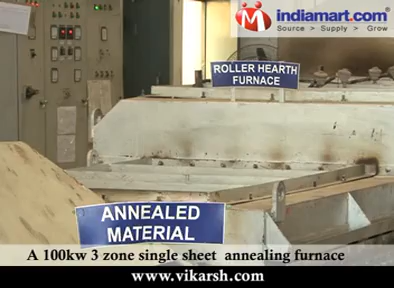 indiamart.com®
Source > Supply > Grow
ROLLER HEARTH
FURNACE
ANNEALED
MATERIAL
A 100kw 3 zone single sheet annealing furnace
www.vikarsh.com